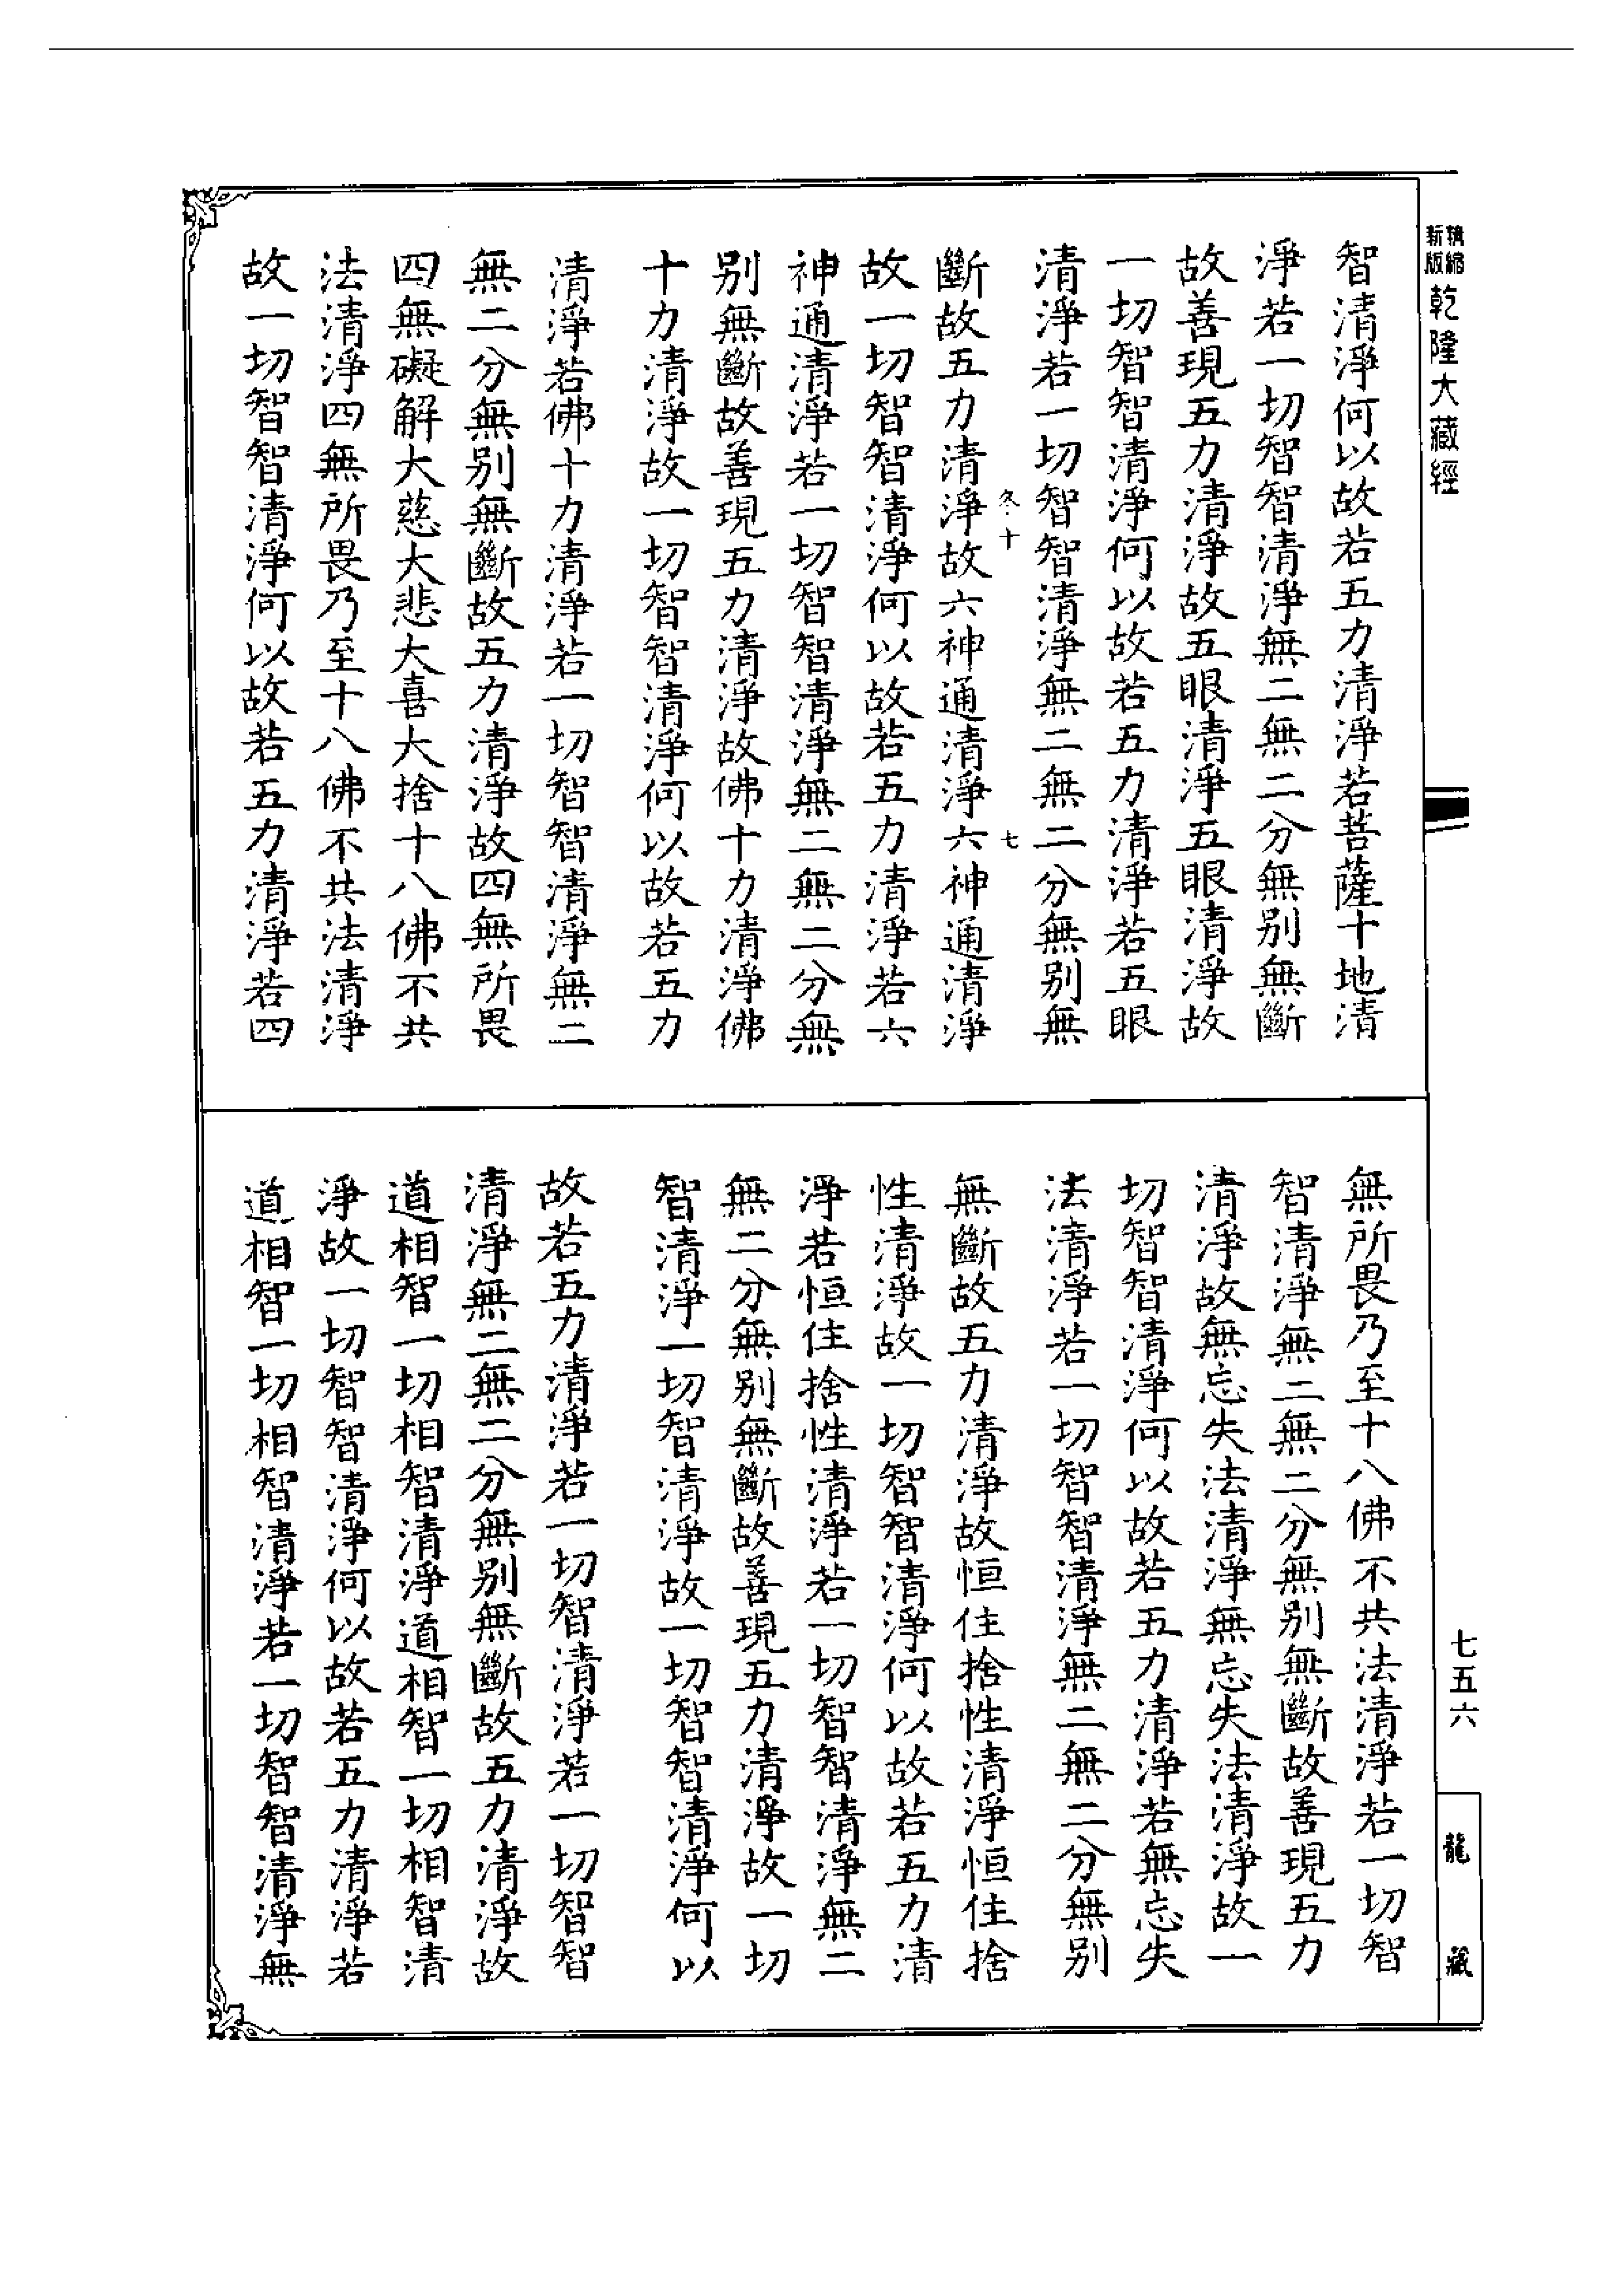 精縮
新版
乾隆大藏經
智清淨何以故若五力清淨若菩薩十地清
淨若一切智智清淨無二無二分無別無斷
故善現五力清淨故五眼清淨五眼清淨故
一切智智清淨何以故若五力清淨若五眼
清淨若一切智智清淨無二無二分無別無
冬十
七
斷故五力清淨故六神通清淨六神通清淨
故一切智智清淨何以故若五力清淨若六
神通清淨若一切智智清淨無二無二分無
別無斷故善現五力清淨故佛十力清淨佛
十力清淨故一切智智清淨何以故若五力
清淨若佛十力清淨若一切智智清淨無二
無二分無別無斷故五力清淨故四無所畏
四無礙解大慈大悲大喜大捨十八佛不共
法清淨四無所畏乃至十八佛不共法清淨
故一切智智清淨何以故若五力清淨若四
無所畏乃至十八佛不共法清淨若一切智
智清淨無二無二分無別無斷故善現五力
清淨故無忘失法清淨無忘失法清淨故一
切智智清淨何以故若五力清淨若無忘失
法清淨若一切智智清淨無二無二分無別
無斷故五力清淨故恒住捨性清淨恒住捨
性清淨故一切智智清淨何以故若五力清
淨若恒住捨性清淨若一切智智清淨無二
無二分無別無斷故善現五力清淨故一切
智清淨一切智清淨故一切智智清淨何以
故若五力清淨若一切智清淨若一切智智
清淨無二無二分無別無斷故五力清淨故
道相智一切相智清淨道相智一切相智清
淨故一切智智清淨何以故若五力清淨若
道相智一切相智清淨若一切智智清淨無
七五六
龍藏